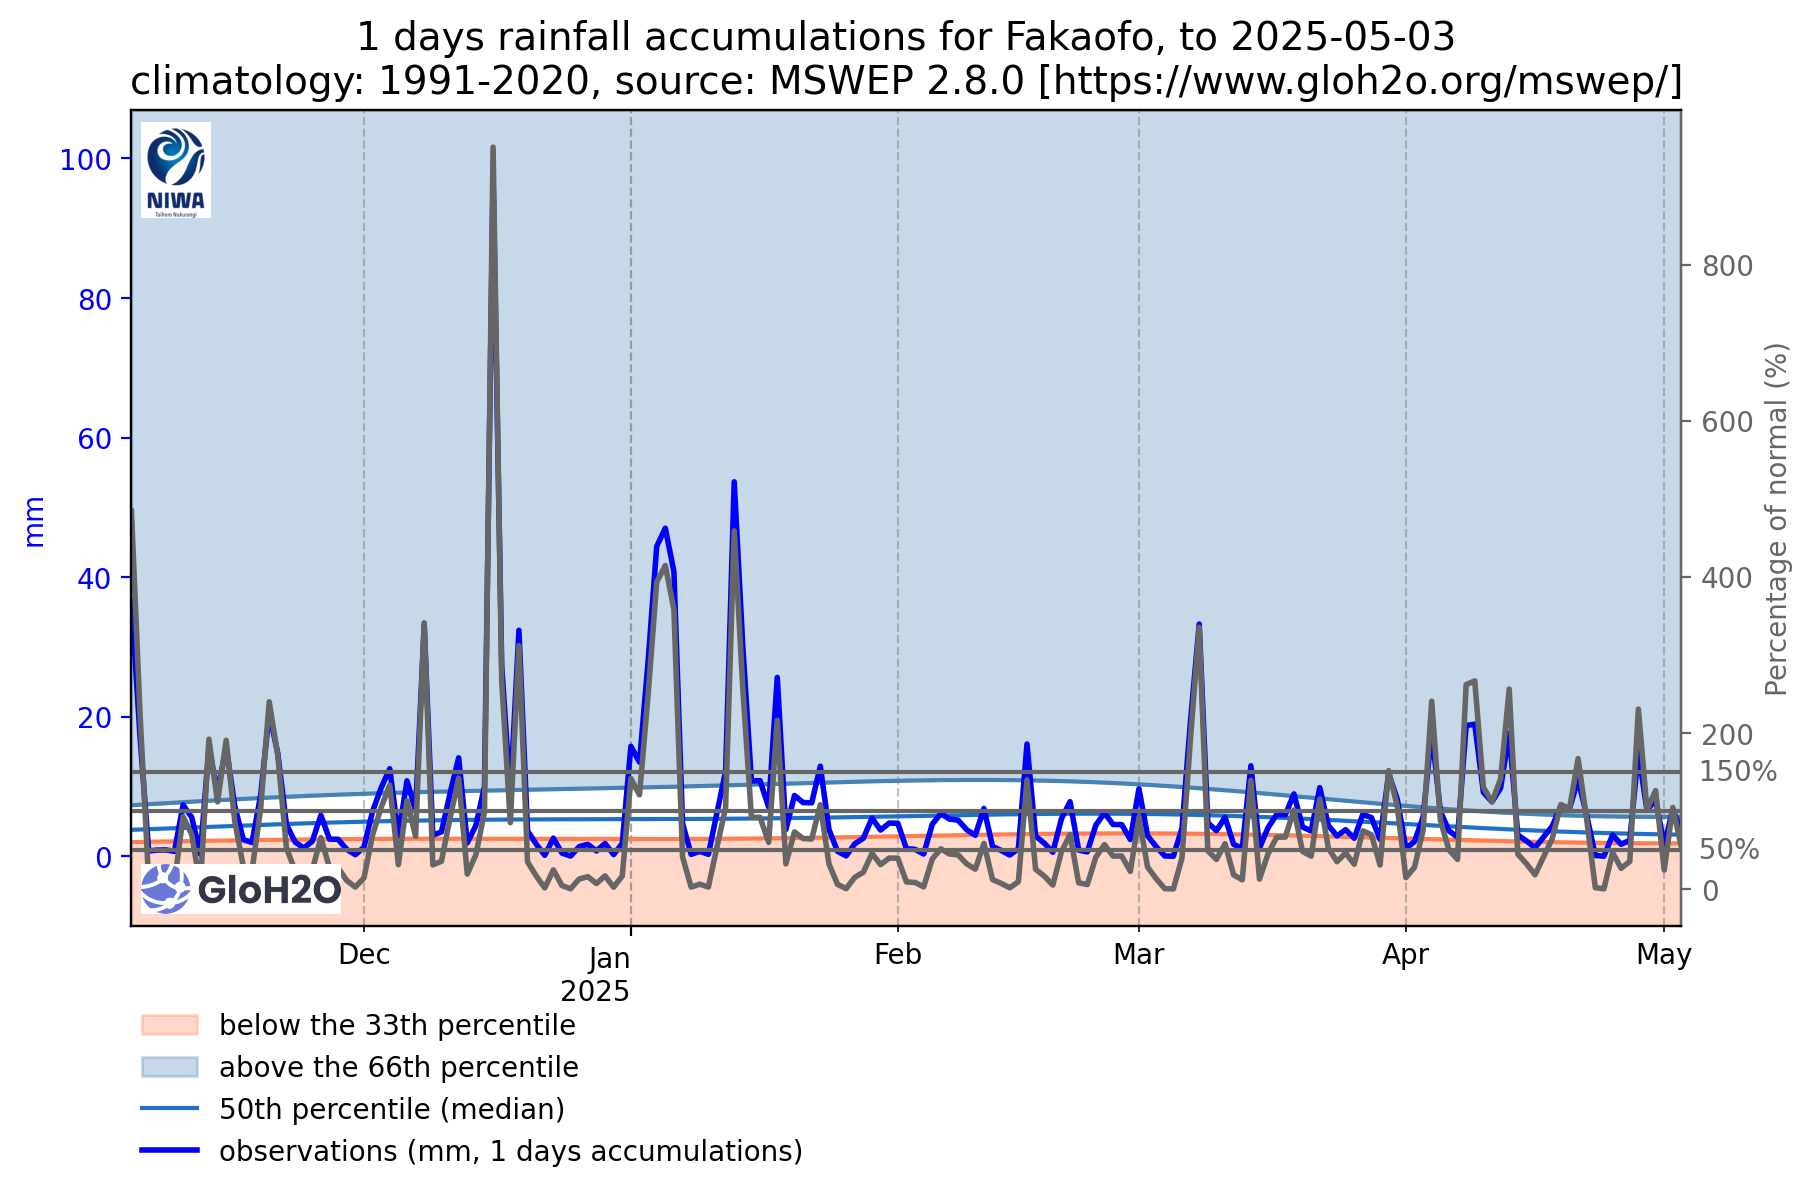 1 days rainfall accumulations for Fakaofo, to 2025-05-03
climatology: 1991-2020, source: MSWEP 2.8.0 [https://www.gloh2o.org/mswep/]
NIWA
Taihoro Nukurangi
100
80
60
40
20
0
mm
800
600
400
200
150%
50%
0
Percentage of normal (%)
GloH2O
Dec
Jan
2025
Feb
Mar
Apr
May
below the 33th percentile
above the 66th percentile
50th percentile (median)
observations (mm, 1 days accumulations)